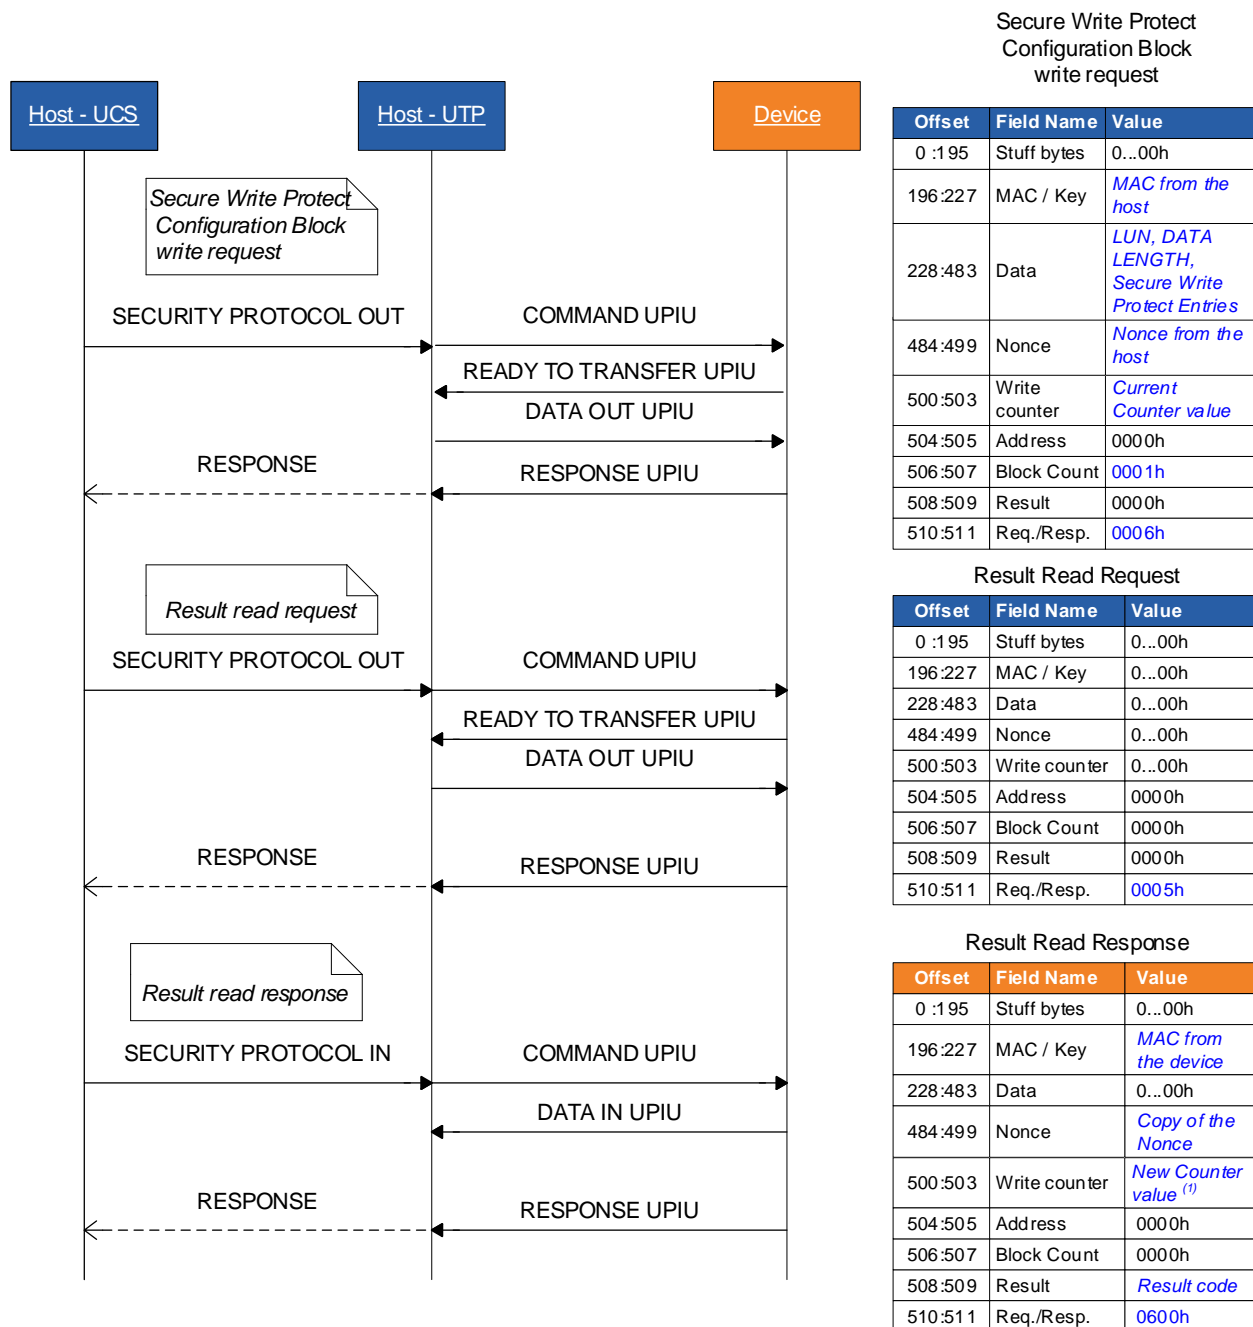 Host - UCS
Host - UTP
Device
Secure Write Protect
Configuration Block
write request
SECURITY PROTOCOL OUT
COMMAND UPIU
READY TO TRANSFER UPIU
DATA OUT UPIU
RESPONSE
RESPONSE UPIU
Result read request
SECURITY PROTOCOL OUT
COMMAND UPIU
READY TO TRANSFER UPIU
DATA OUT UPIU
RESPONSE
RESPONSE UPIU
Result read response
SECURITY PROTOCOL IN
COMMAND UPIU
DATA IN UPIU
RESPONSE
RESPONSE UPIU
Secure Write Protect
Configuration Block
write request
Offset Field Name Value
0 :195 Stuff bytes 0...00h
196:227 MAC / Key MAC from the
host
228:483 Data LUN, DATA
LENGTH,
Secure Write
Protect Entries
484:499 Nonce Nonce from the
host
500:503 Write
counter Current
Counter value
504:505 Address 0000h
506:507 Block Count 0001h
508:509 Result 0000h
510:511 Req./Resp. 0006h
Result Read Request
Offset Field Name Value
0 :195 Stuff bytes 0...00h
196:227 MAC / Key 0...00h
228:483 Data 0...00h
484:499 Nonce 0...00h
500:503 Write counter 0...00h
504:505 Address 0000h
506:507 Block Count 0000h
508:509 Result 0000h
510:511 Req./Resp. 0005h
Result Read Response
Offset Field Name Value
0 :195 Stuff bytes 0...00h
196:227 MAC / Key MAC from
the device
228:483 Data 0...00h
484:499 Nonce Copy of the
Nonce
500:503 Write counter New Counter
value (1)
504:505 Address 0000h
506:507 Block Count 0000h
508:509 Result Result code
510:511 Req./Resp. 0600h